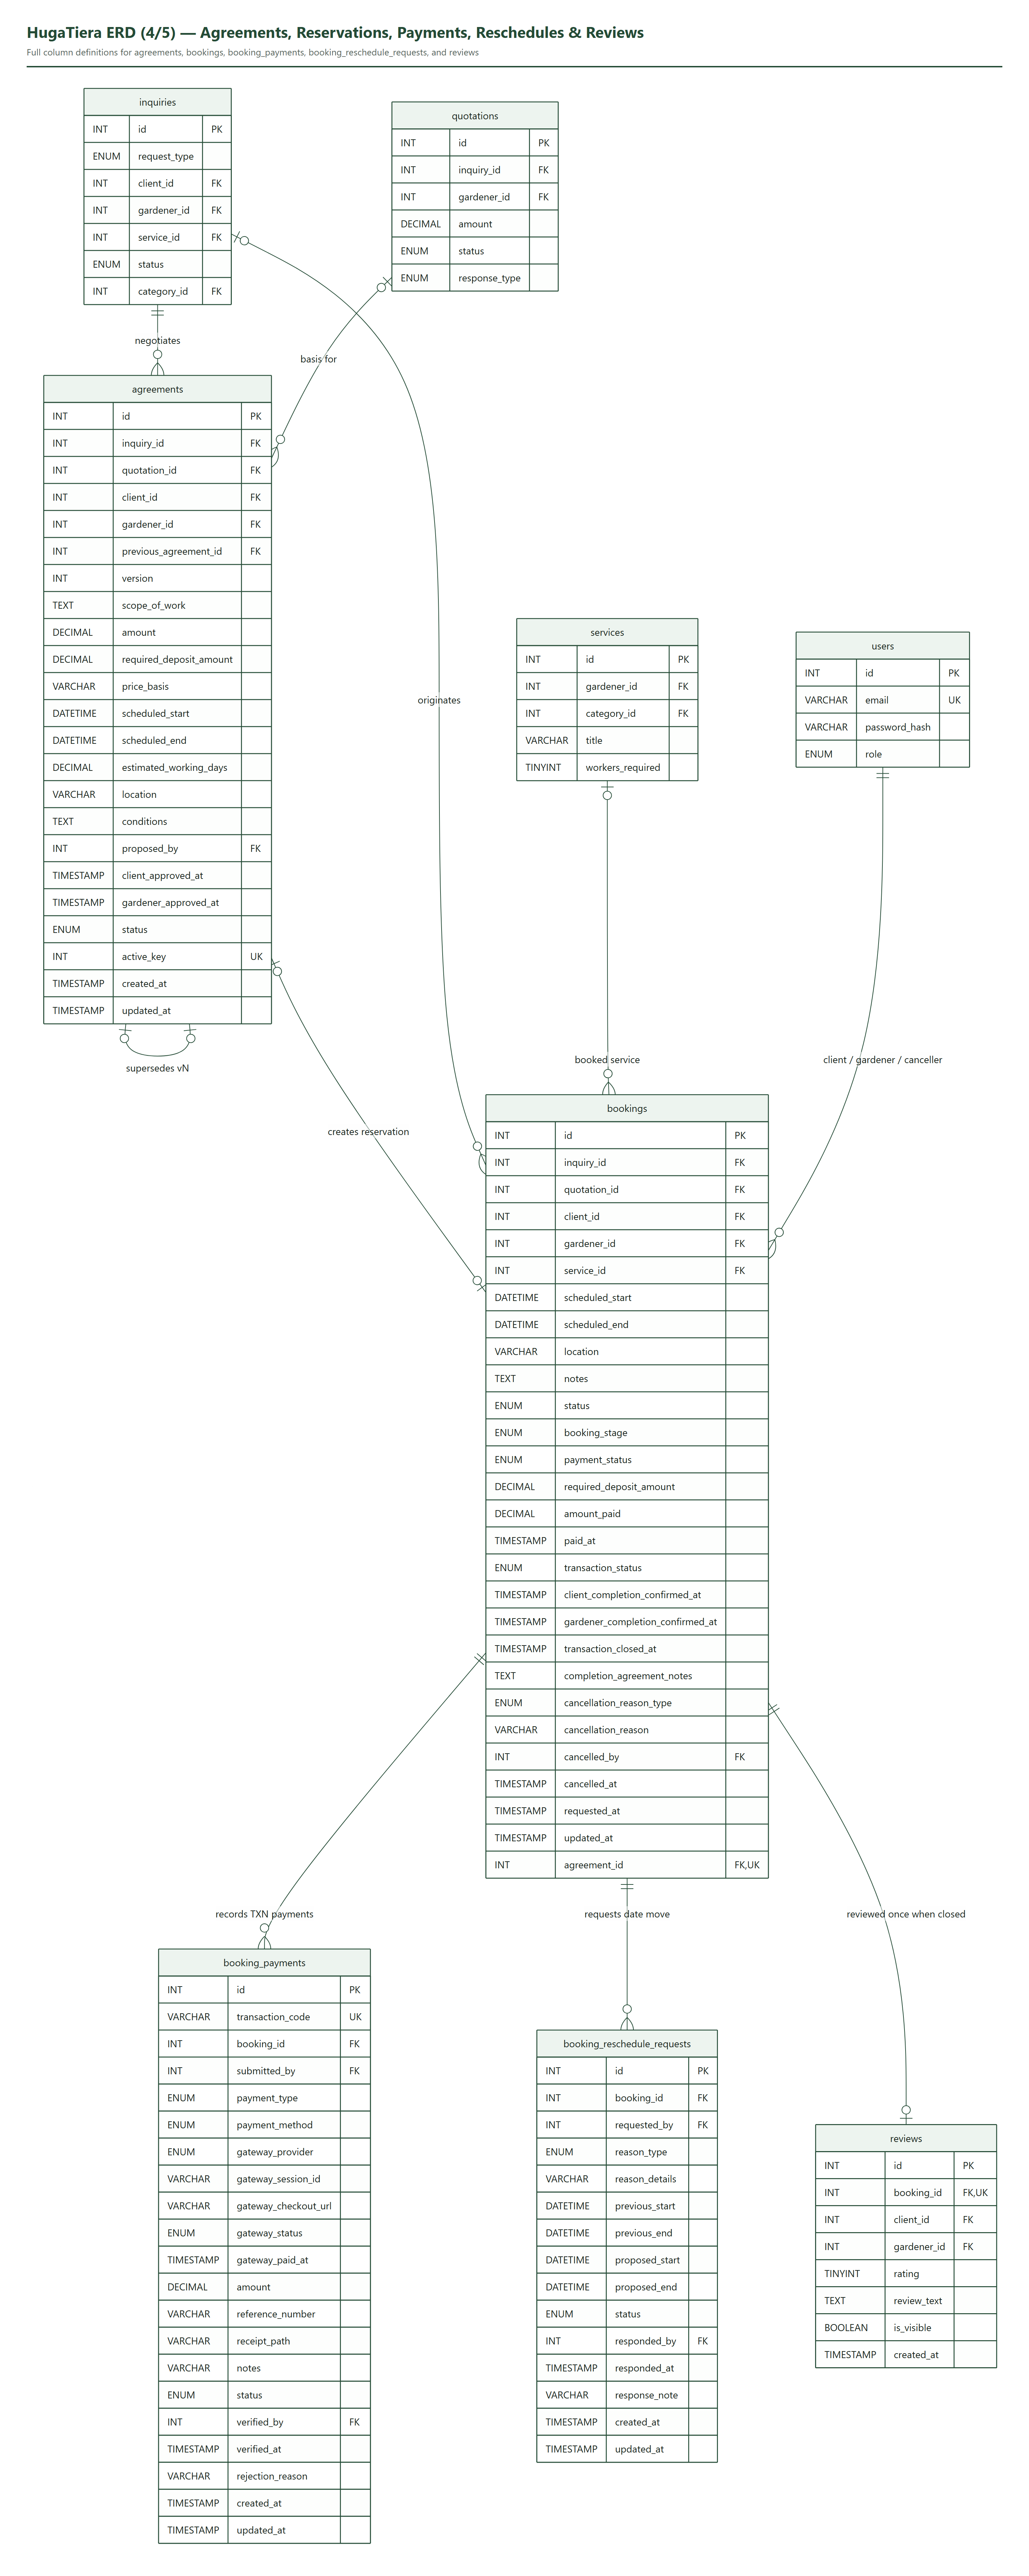 HugaTiera ERD (4/5) — Agreements, Reservations, Payments, Reschedules & Reviews
Full column definitions for agreements, bookings, booking_payments, booking_reschedule_requests, and reviews
inquiries
INT id PK
ENUM request_type
INT client_id FK
INT gardener_id FK
INT service_id FK
ENUM status
INT category_id FK
quotations
INT id PK
INT inquiry_id FK
INT gardener_id FK
DECIMAL amount
ENUM status
ENUM response_type
negotiates
basis for
agreements
INT id PK
INT inquiry_id FK
INT quotation_id FK
INT client_id FK
INT gardener_id FK
INT previous_agreement_id FK
INT version
TEXT scope_of_work
DECIMAL amount
DECIMAL required_deposit_amount
VARCHAR price_basis
DATETIME scheduled_start
DATETIME scheduled_end
DECIMAL estimated_working_days
VARCHAR location
TEXT conditions
INT proposed_by FK
TIMESTAMP client_approved_at
TIMESTAMP gardener_approved_at
ENUM status
INT active_key UK
TIMESTAMP created_at
TIMESTAMP updated_at
supersedes vN
originates
services
INT id PK
INT gardener_id FK
INT category_id FK
VARCHAR title
TINYINT workers_required
users
INT id PK
VARCHAR email UK
VARCHAR password_hash
ENUM role
creates reservation
booked service
client / gardener / canceller
bookings
INT id PK
INT inquiry_id FK
INT quotation_id FK
INT client_id FK
INT gardener_id FK
INT service_id FK
DATETIME scheduled_start
DATETIME scheduled_end
VARCHAR location
TEXT notes
ENUM status
ENUM booking_stage
ENUM payment_status
DECIMAL required_deposit_amount
DECIMAL amount_paid
TIMESTAMP paid_at
ENUM transaction_status
TIMESTAMP client_completion_confirmed_at
TIMESTAMP gardener_completion_confirmed_at
TIMESTAMP transaction_closed_at
TEXT completion_agreement_notes
ENUM cancellation_reason_type
VARCHAR cancellation_reason
INT cancelled_by FK
TIMESTAMP cancelled_at
TIMESTAMP requested_at
TIMESTAMP updated_at
INT agreement_id FK,UK
records TXN payments
requests date move
reviewed once when closed
booking_payments
INT id PK
VARCHAR transaction_code UK
INT booking_id FK
INT submitted_by FK
ENUM payment_type
ENUM payment_method
ENUM gateway_provider
VARCHAR gateway_session_id
VARCHAR gateway_checkout_url
ENUM gateway_status
TIMESTAMP gateway_paid_at
DECIMAL amount
VARCHAR reference_number
VARCHAR receipt_path
VARCHAR notes
ENUM status
INT verified_by FK
TIMESTAMP verified_at
VARCHAR rejection_reason
TIMESTAMP created_at
TIMESTAMP updated_at
booking_reschedule_requests
INT id PK
INT booking_id FK
INT requested_by FK
ENUM reason_type
VARCHAR reason_details
DATETIME previous_start
DATETIME previous_end
DATETIME proposed_start
DATETIME proposed_end
ENUM status
INT responded_by FK
TIMESTAMP responded_at
VARCHAR response_note
TIMESTAMP created_at
TIMESTAMP updated_at
reviews
INT id PK
INT booking_id FK,UK
INT client_id FK
INT gardener_id FK
TINYINT rating
TEXT review_text
BOOLEAN is_visible
TIMESTAMP created_at